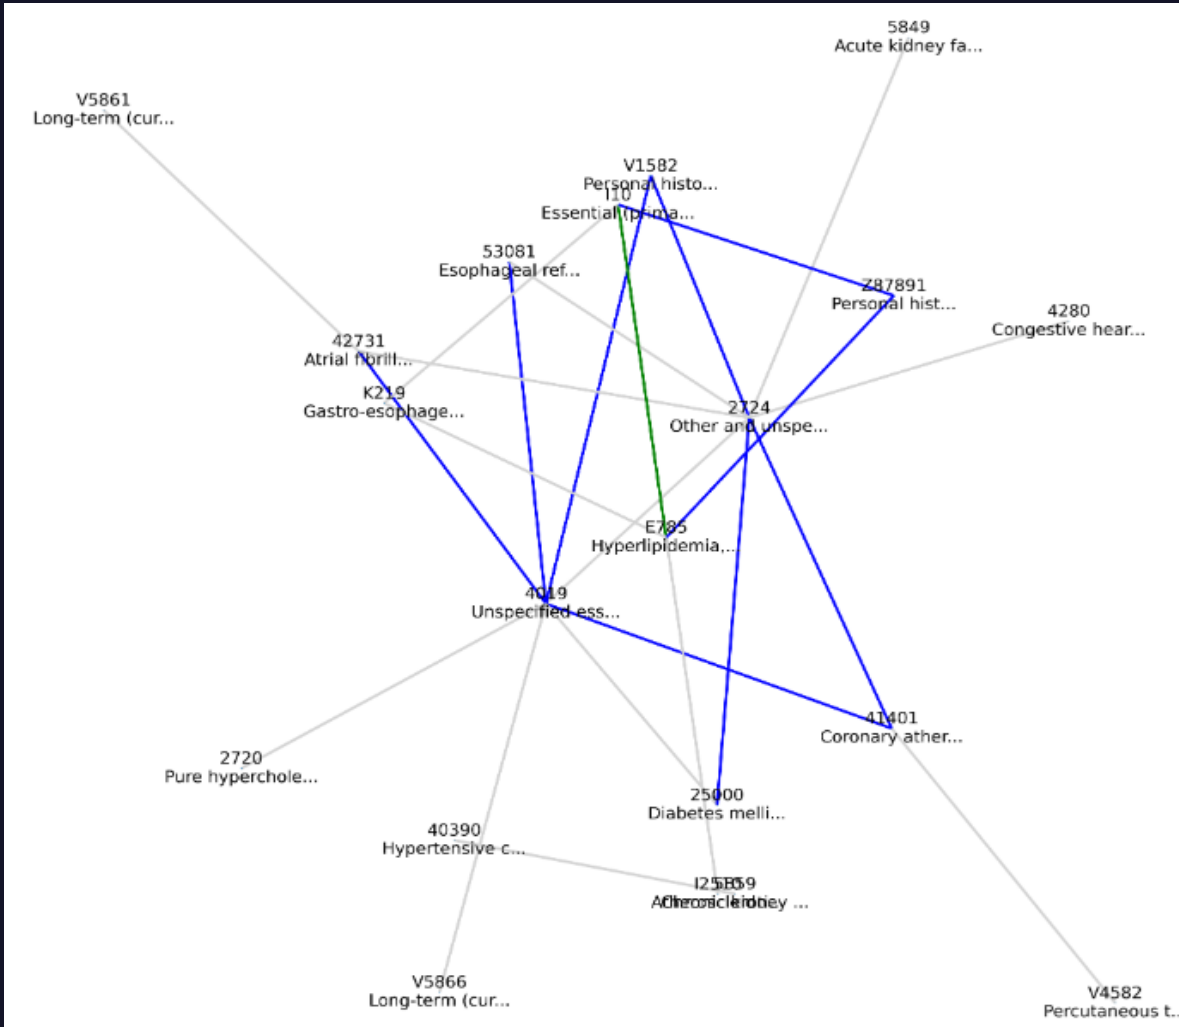 5849
Acute kidney fa...
V5861
Long-term (cur...
V1582
Personal histo...
I10
Essential (prima...
53081
Esophageal ref...
Z87891
Personal hist...
4280
Congestive hear...
42731
Atrial fibrill...
K219
Gastro-esophage...
2724
Other and unspe...
E785
Hyperlipidemia,...
4019
Unspecified ess...
41401
Coronary ather...
2720
Pure hyperchole...
25000
Diabetes melli...
40390
Hypertensive c...
kidney ...
V5866
Long-term (cur...
V4582
Percutaneous t...